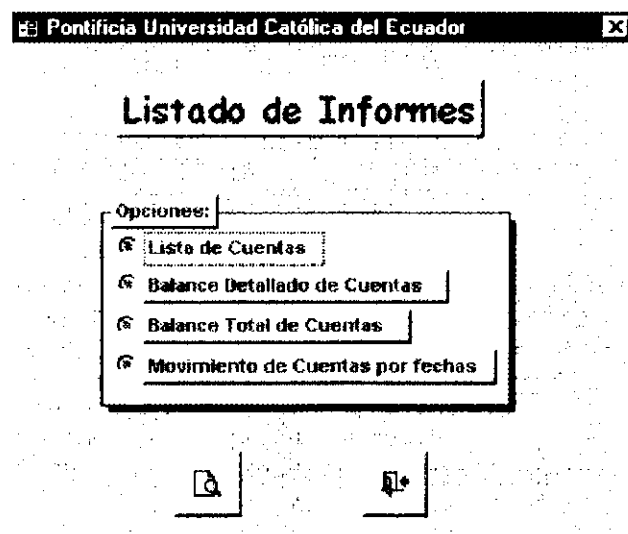 Pontificia Universidad Católica del Ecuador
Listado de Informes
Opciones:
Lista de Cuentas
Balance Detallado de Cuentas
Balance Total de Cuentas
Movimiento de Cuentas por fechas